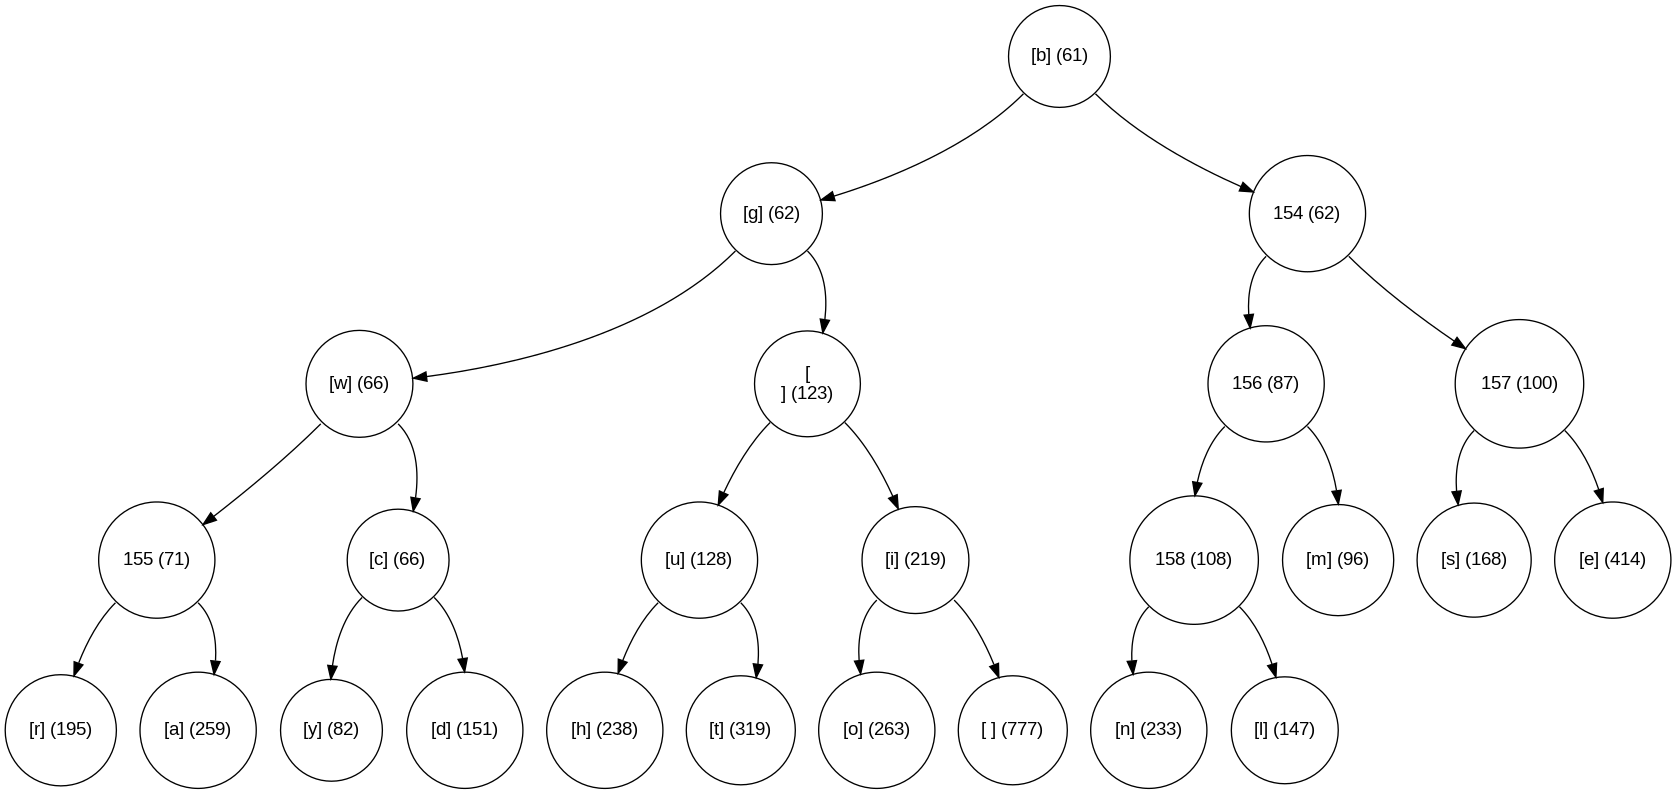 [b] (61)
[g] (62)
154 (62)
[w] (66)
[
] (123)
156 (87)
157 (100)
155 (71)
[c] (66)
[u] (128)
[i] (219)
158 (108)
[m] (96)
[s] (168)
[e] (414)
[r] (195)
[a] (259)
[y] (82)
[d] (151)
[h] (238)
[t] (319)
[o] (263)
[ ] (777)
[n] (233)
[l] (147)